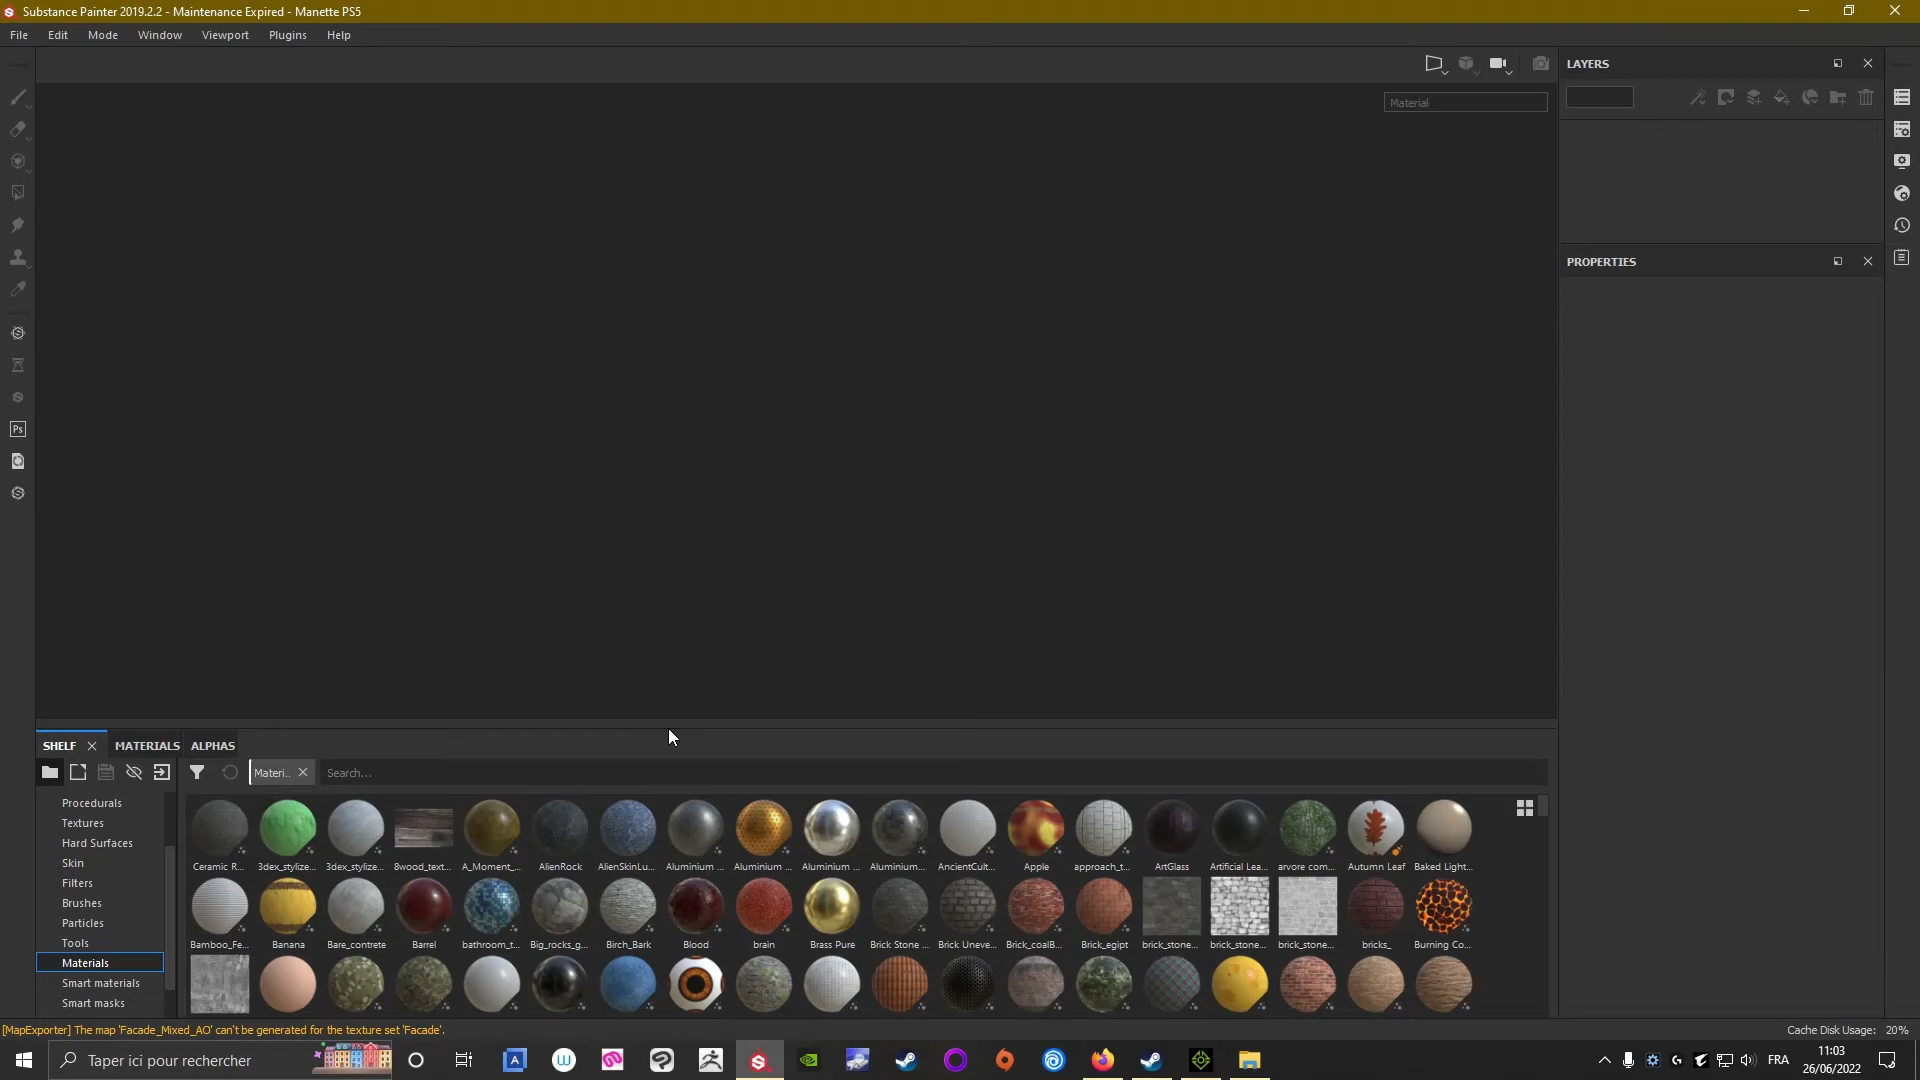 Substance Painter 2019.2.2 - Maintenance Expired - Manette PS5
File Edit Mode Window Viewport Plugins Help
LAYERS
Material
PROPERTIES
Ps
SHELF MATERIALS ALPHAS
Materi.. Search...
Procedurals
Textures
Hard Surfaces
Skin
Filters
Brushes
Particles
Tools
Materials
Smart materials
Smart masks
Ceramic R... 3dex_stylize... 3dex_stylize... 8wood_text... A_Moment_... AlienRock AlienSkinLu... Aluminium ... Aluminium ... Aluminium ... Aluminium... AncientCult... Apple approach_t... ArtGlass Artificial Lea... arvore com... Autumn Leaf Baked Light...
Bamboo_Fe... Banana Bare_contrete Barrel bathroom_t... Big_rocks_g... Birch_Bark Blood brain Brass Pure Brick Stone ... Brick Uneve... Brick_coalB... Brick_egipt brick_stone... brick_stone... brick_stone... bricks_ Burning Co...
[MapExporter] The map 'Facade_Mixed_AO' can't be generated for the texture set 'Facade'.
Cache Disk Usage: 20%
Taper ici pour rechercher
FRA
11:03
26/06/2022